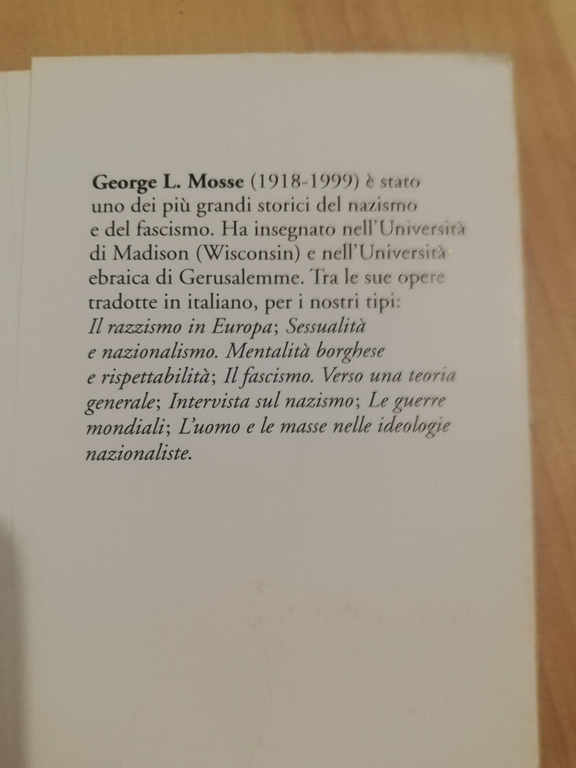 George L. Mosse (1918-1999) è stato
uno dei più grandi storici del nazismo
e del fascismo. Ha insegnato nell'Università
di Madison (Wisconsin) e nell'Università
ebraica di Gerusalemme. Tra le sue opere
tradotte in italiano, per i nostri tipi:
Il razzismo in Europa; Sessualità
e nazionalismo. Mentalità borghese
e rispettabilità; Il fascismo. Verso una teoria
generale; Intervista sul nazismo; Le guerre
mondiali; L'uomo e le masse nelle ideologie
nazionaliste.